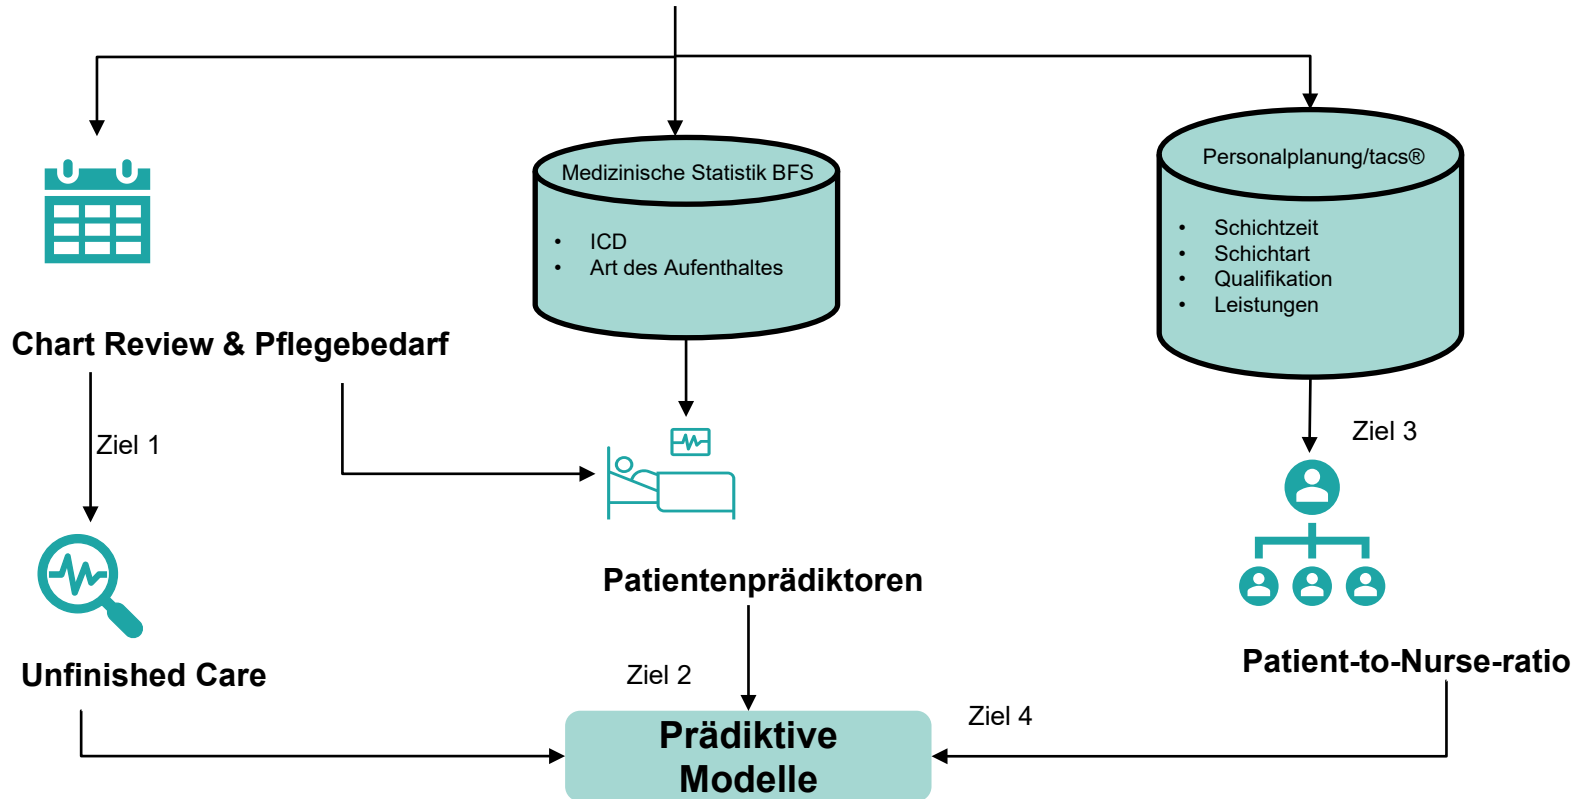 Medizinische Statistik BFS
• ICD
• Art des Aufenthaltes
Personalplanung/tacs®
• Schichtzeit
• Schichtart
• Qualifikation
• Leistungen
Chart Review & Pflegebedarf
Ziel 1
Ziel 3
Patientenprädiktoren
Unfinished Care
Patient-to-Nurse-ratio
Ziel 2
Ziel 4
Prädiktive
Modelle